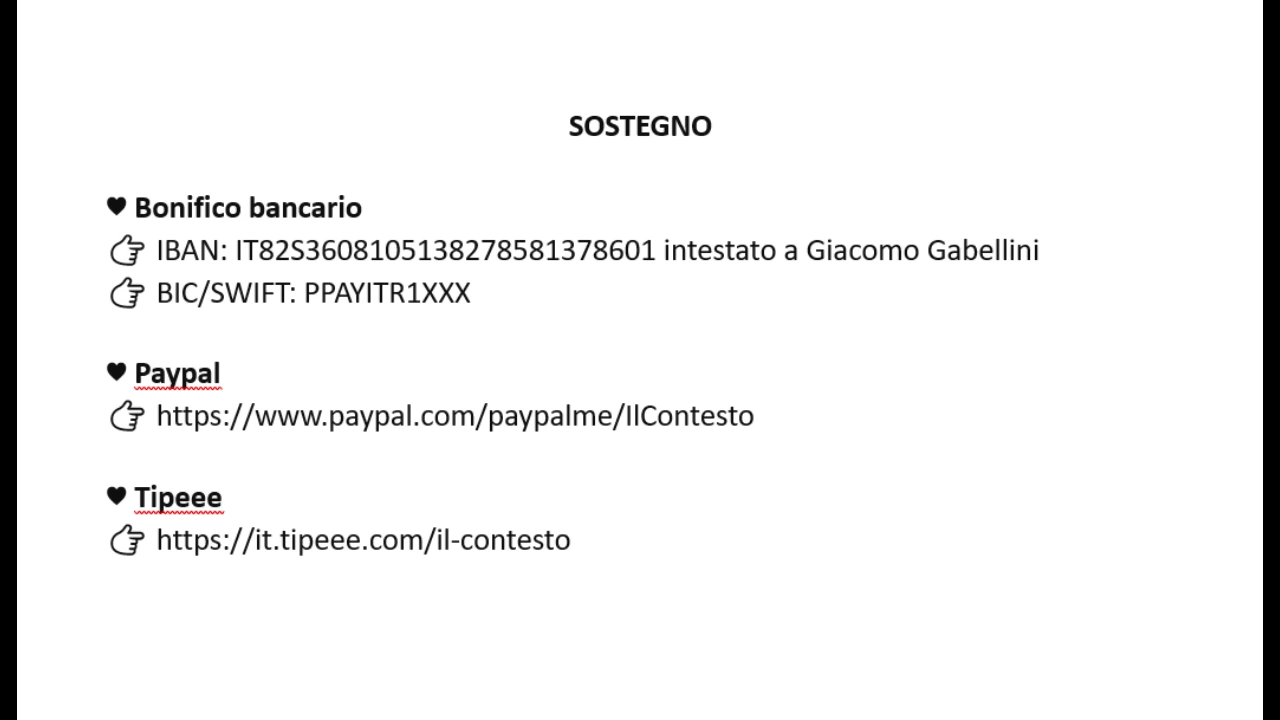 SOSTEGNO
♥ Bonifico bancario
👉 IBAN: IT82S3608105138278581378601 intestato a Giacomo Gabellini
👉 BIC/SWIFT: PPAYITR1XXX
♥ Paypal
👉 https://www.paypal.com/paypalme/IlContesto
♥ Tipeee
👉 https://it.tipeee.com/il-contesto